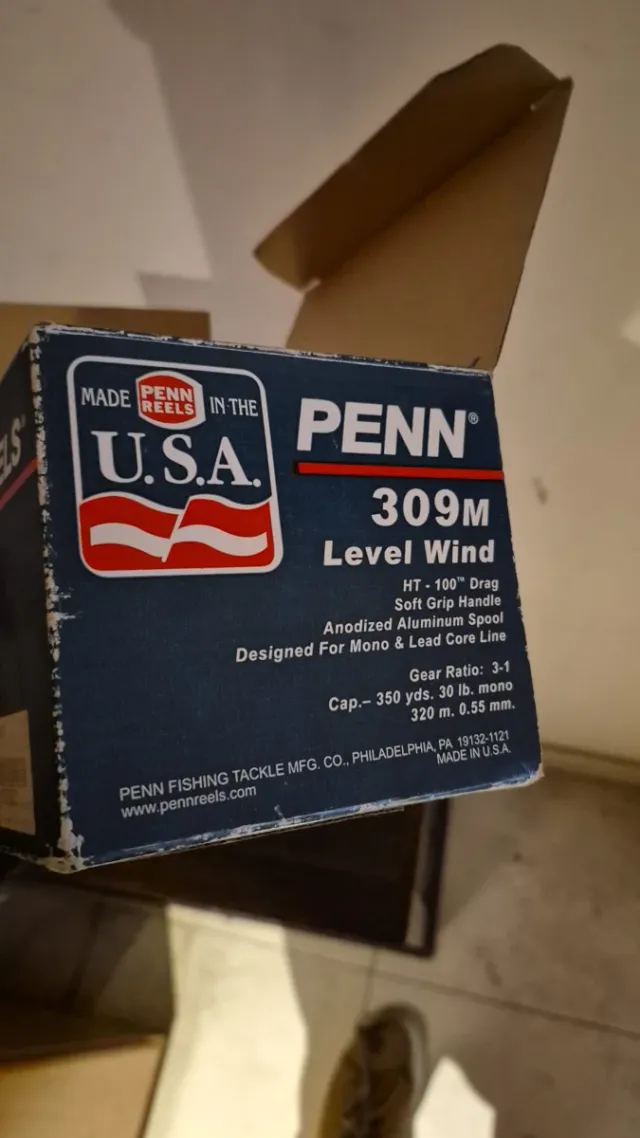 MADE PENN REELS IN·THE
U.S.A.
PENN®
309M
Level Wind
HT - 100™ Drag
Soft Grip Handle
Anodized Aluminum Spool
Designed For Mono & Lead Core Line
Gear Ratio: 3-1
Cap.– 350 yds. 30 lb. mono
320 m. 0.55 mm.
PENN FISHING TACKLE MFG. CO., PHILADELPHIA, PA 19132-1121
MADE IN U.S.A.
www.pennreels.com